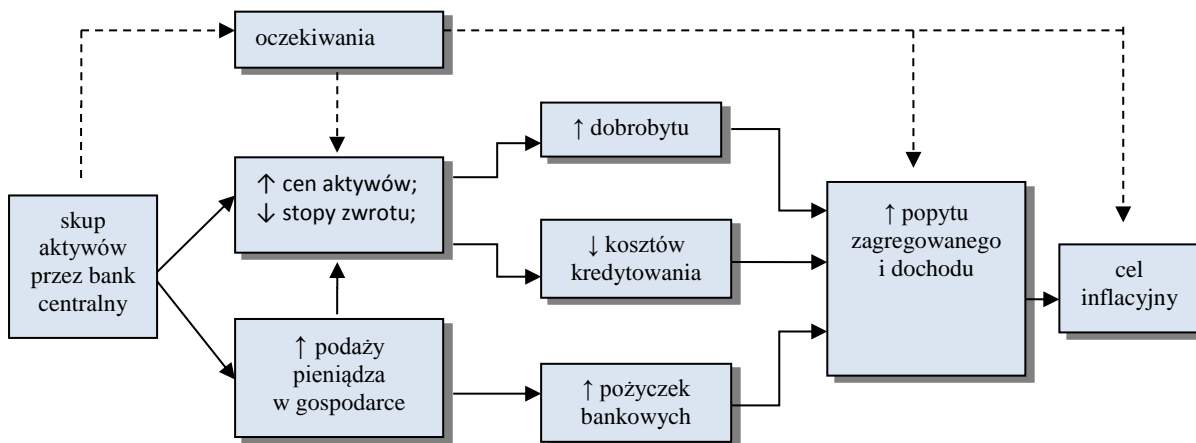 oczekiwania
↑ dobrobytu
↑ cen aktywów;
↓ stopy zwrotu;
skup
aktywów
przez bank
centralny
↓ kosztów
kredytowania
↑ popytu
zagregowanego
i dochodu
cel
inflacyjny
↑ podaży
pieniądza
w gospodarce
↑ pożyczek
bankowych